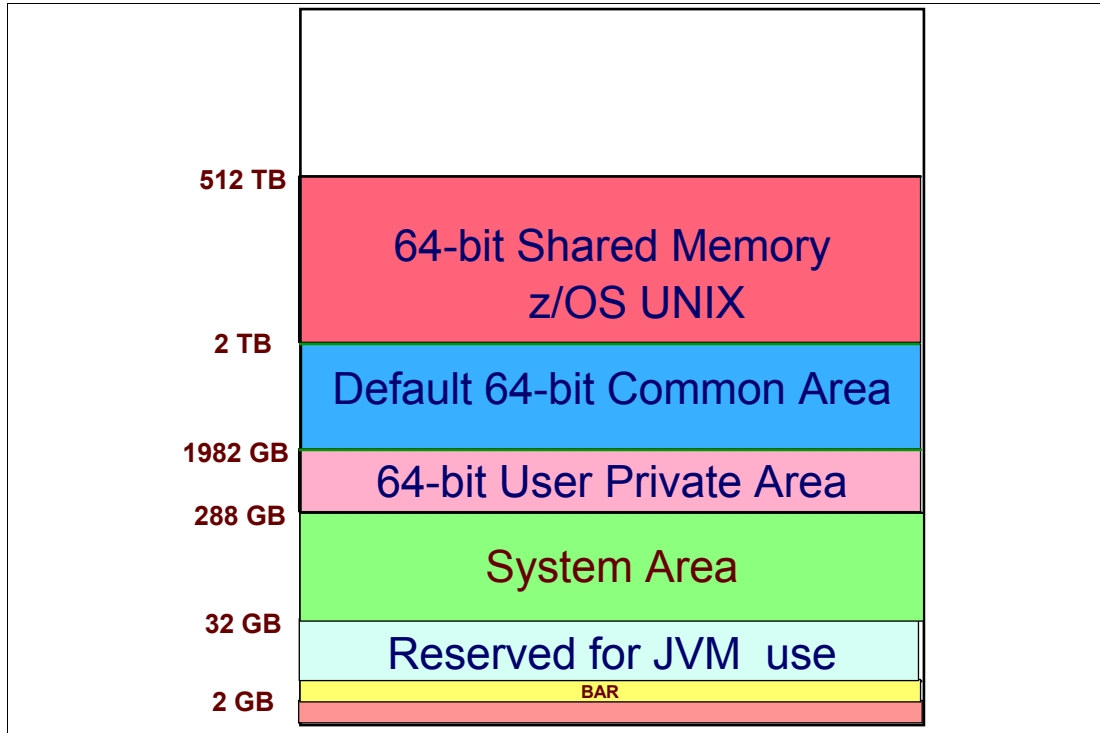 512 TB
64-bit Shared Memory
z/OS UNIX
2 TB
Default 64-bit Common Area
1982 GB
64-bit User Private Area
288 GB
System Area
32 GB
Reserved for JVM use
BAR
2 GB